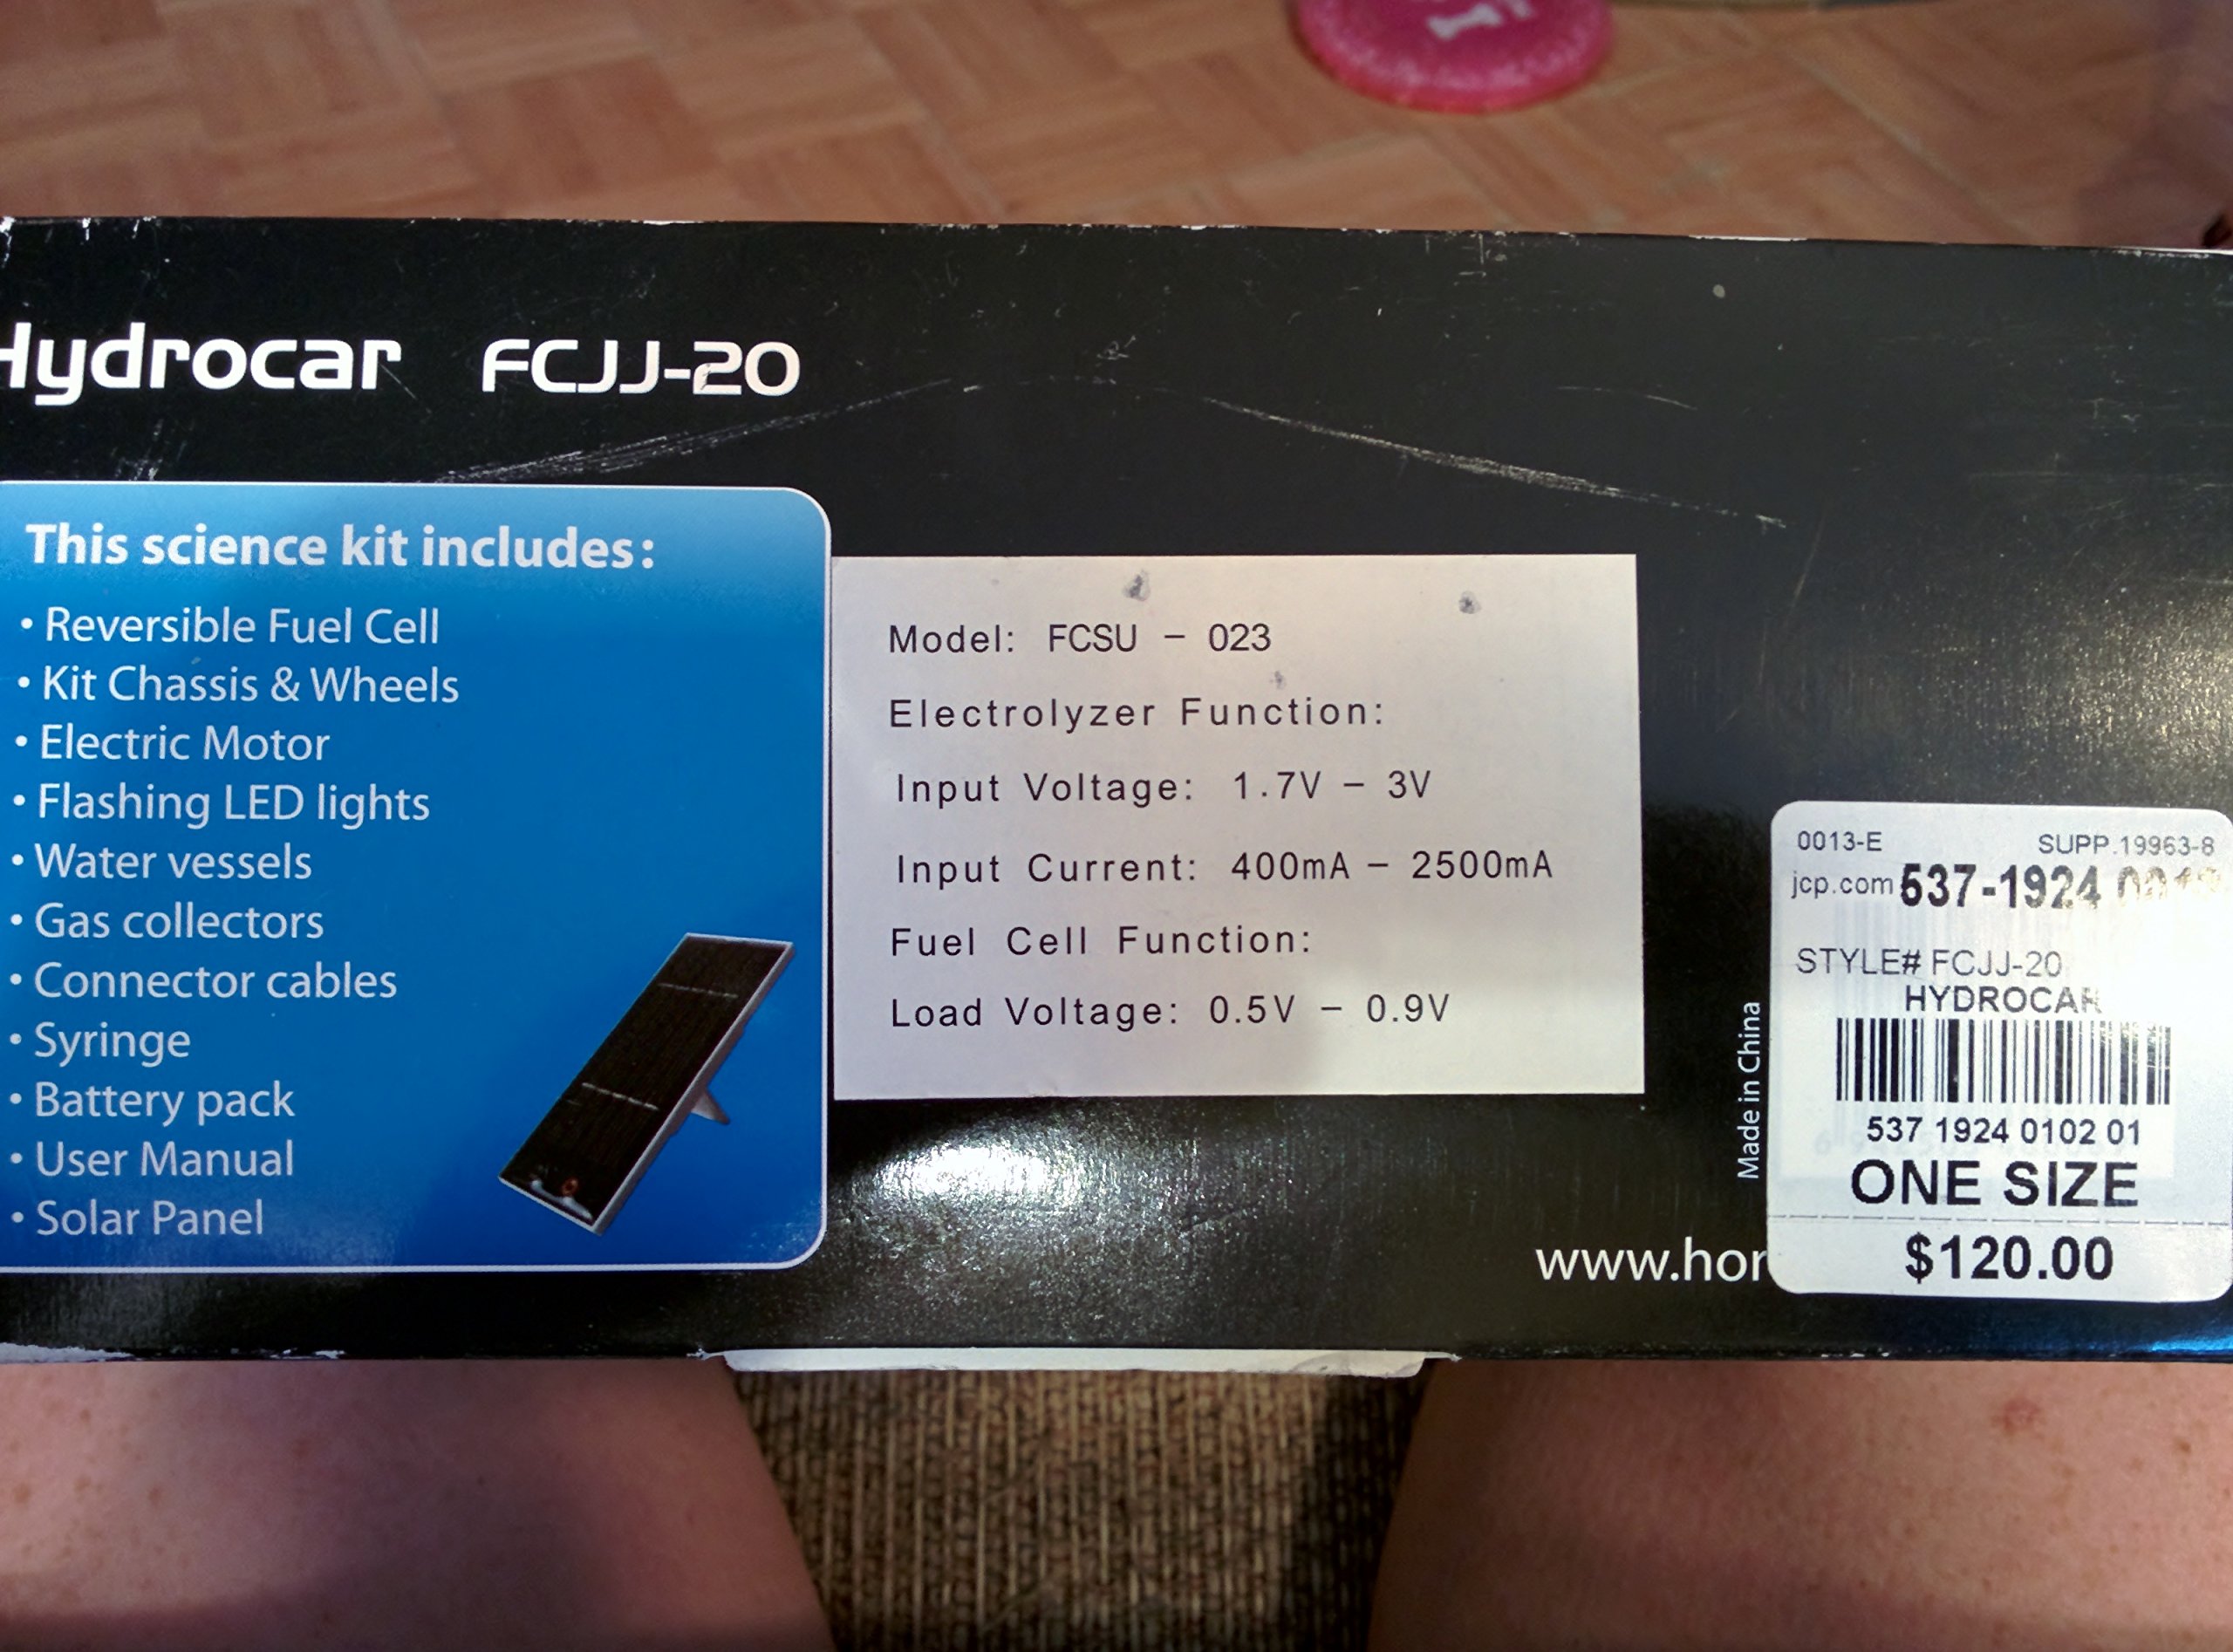 Hydrocar FCJJ-20
This science kit includes:
• Reversible Fuel Cell
• Kit Chassis & Wheels
• Electric Motor
• Flashing LED lights
• Water vessels
• Gas collectors
• Connector cables
• Syringe
• Battery pack
• User Manual
• Solar Panel
Model: FCSU - 023
Electrolyzer Function:
Input Voltage: 1.7V - 3V
Input Current: 400mA - 2500mA
Fuel Cell Function:
Load Voltage: 0.5V - 0.9V
Made in China
www.hor
0013-E SUPP.19963-8
jcp.com 537-1924
STYLE# FCJJ-20
HYDROCAR
537 1924 0102 01
ONE SIZE
$120.00